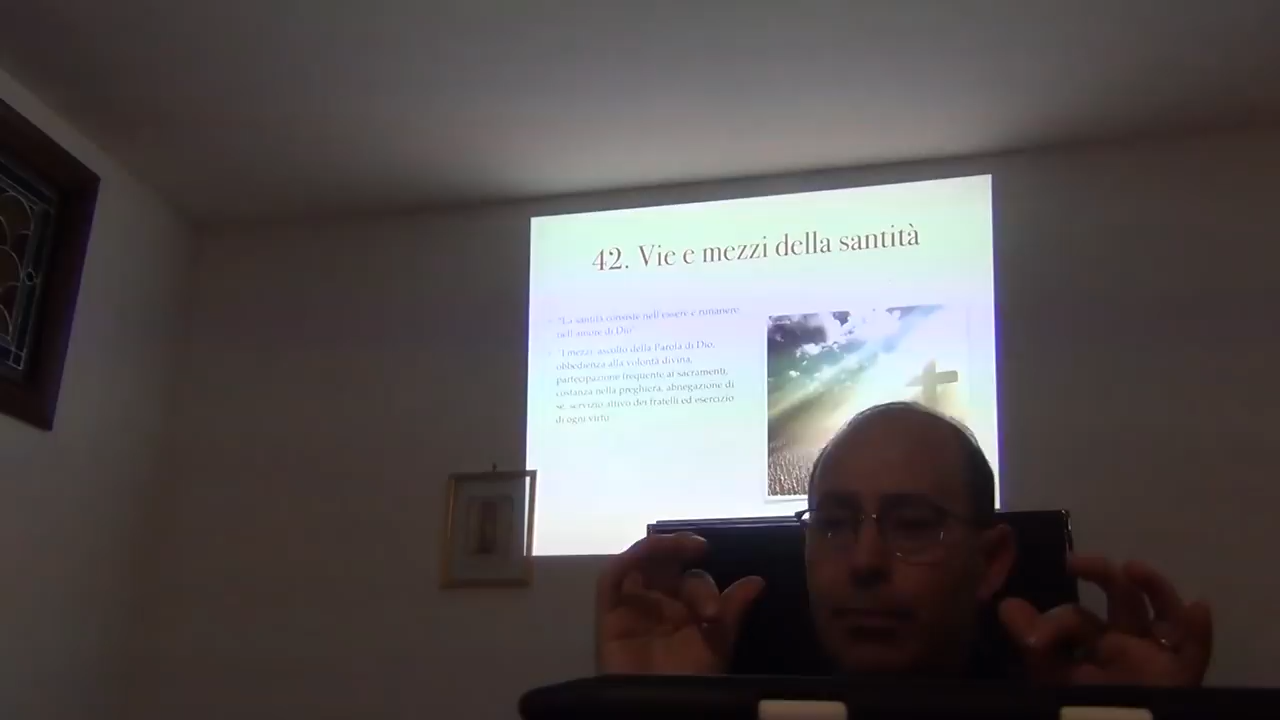 42. Vie e mezzi della santità
"La santità consiste nell'essere e rimanere
nell'amore di Dio"
"I mezzi: ascolto della Parola di Dio,
obbedienza alla volontà divina,
partecipazione frequente ai sacramenti,
costanza nella preghiera, abnegazione di
sé, servizio attivo dei fratelli ed esercizio
di ogni virtù